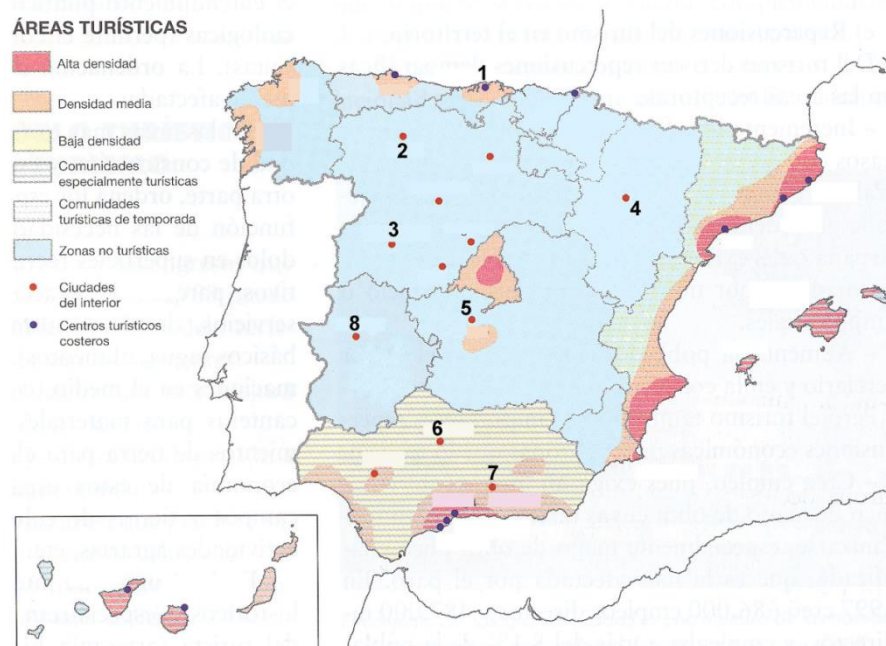 ÁREAS TURÍSTICAS
Alta densidad
Densidad media
Baja densidad
Comunidades
especialmente turísticas
Comunidades
turísticas de temporada
Zonas no turísticas
Ciudades
del interior
Centros turísticos
costeros
1
2
3
4
5
8
6
7